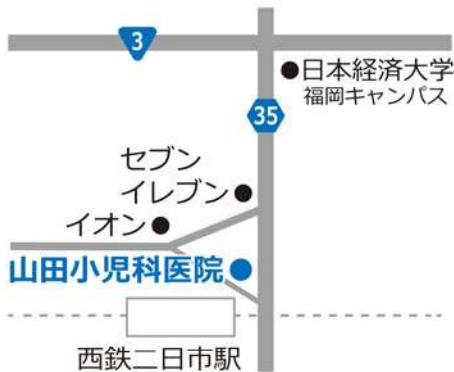 3
日本経済大学
福岡キャンパス
35
セブン
イレブン
イオン
山田小児科医院
西鉄二日市駅